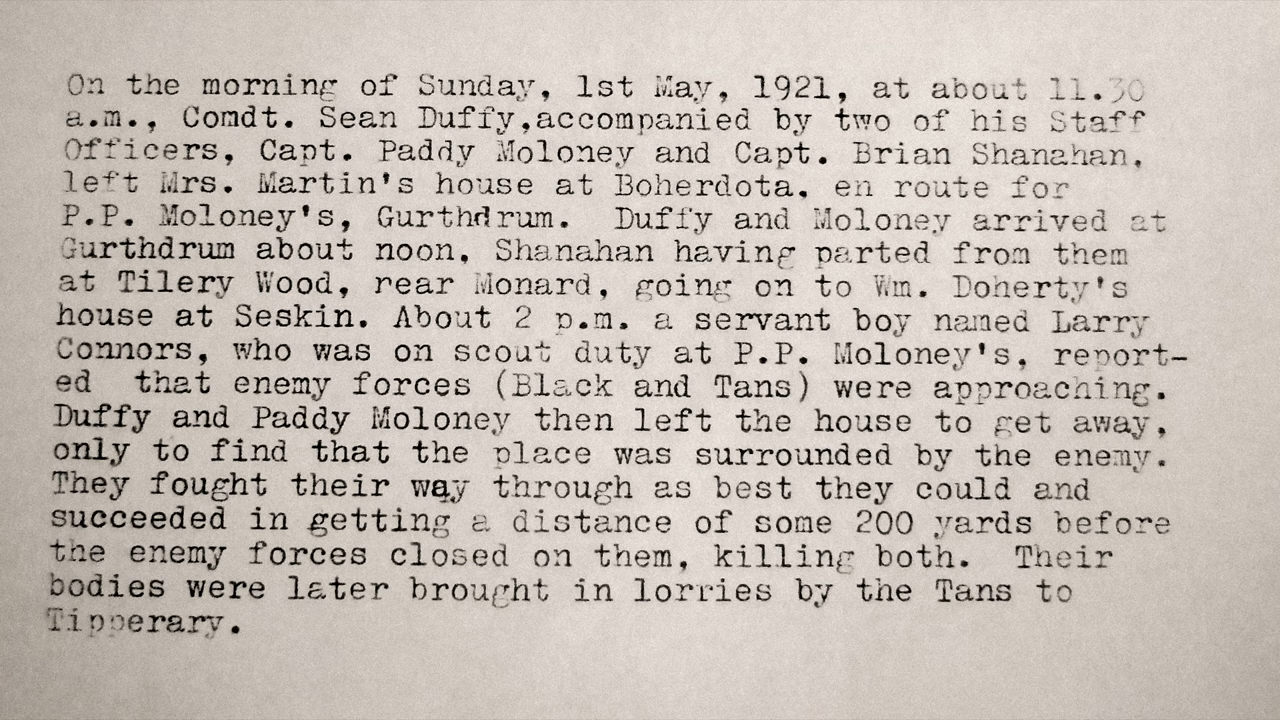 On the morning of Sunday, 1st May, 1921, at about 11.30
a.m., Comdt. Sean Duffy,accompanied by two of his Staff
Officers, Capt. Paddy Moloney and Capt. Brian Shanahan,
left Mrs. Martin's house at Boherdota, en route for
P.P. Moloney's, Gurthdrum.  Duffy and Moloney arrived at
Gurthdrum about noon, Shanahan having parted from them
at Tilery Wood, rear Monard, going on to Wm. Doherty's
house at Seskin. About 2 p.m. a servant boy named Larry
Connors, who was on scout duty at P.P. Moloney's, report-
ed  that enemy forces (Black and Tans) were approaching.
Duffy and Paddy Moloney then left the house to get away,
only to find that the place was surrounded by the enemy.
They fought their way through as best they could and
succeeded in getting a distance of some 200 yards before
the enemy forces closed on them, killing both.  Their
bodies were later brought in lorries by the Tans to
Tipperary.